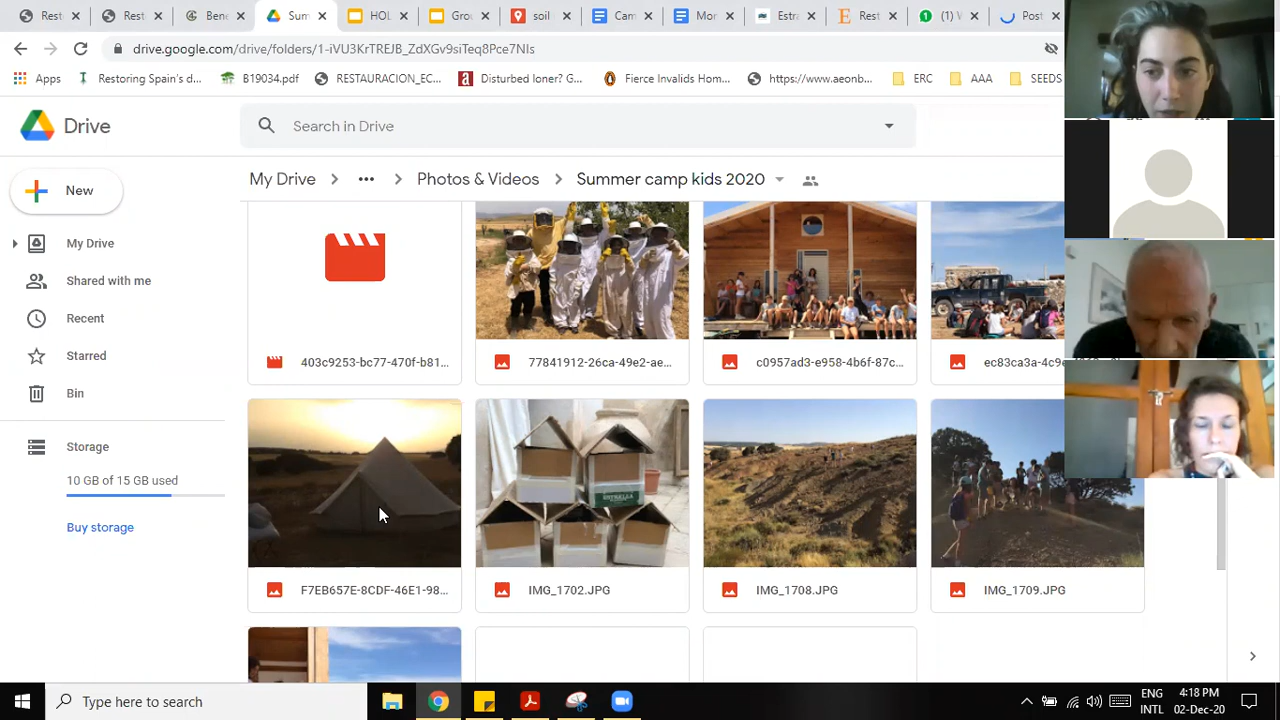 Rest
Rest
Bene
Sum
HOL
Grou
soil
Cam
Mor
Estra
Rest
(1) W
Post
drive.google.com/drive/folders/1-iVU3KrTREJB_ZdXGv9siTeq8Pce7NIs
Apps
Restoring Spain's d...
B19034.pdf
RESTAURACION_EC...
Disturbed loner? G...
Fierce Invalids Hom...
https://www.aeonb...
ERC
AAA
SEEDS
Drive
Search in Drive
New
My Drive
Photos & Videos
Summer camp kids 2020
My Drive
Shared with me
Recent
Starred
Bin
Storage
10 GB of 15 GB used
Buy storage
403c9253-bc77-470f-b81...
77841912-26ca-49e2-ae...
c0957ad3-e958-4b6f-87c...
ec83ca3a-4c9e
F7EB657E-8CDF-46E1-98...
IMG_1702.JPG
IMG_1708.JPG
IMG_1709.JPG
ESTRELLA
Type here to search
ENG
INTL
4:18 PM
02-Dec-20